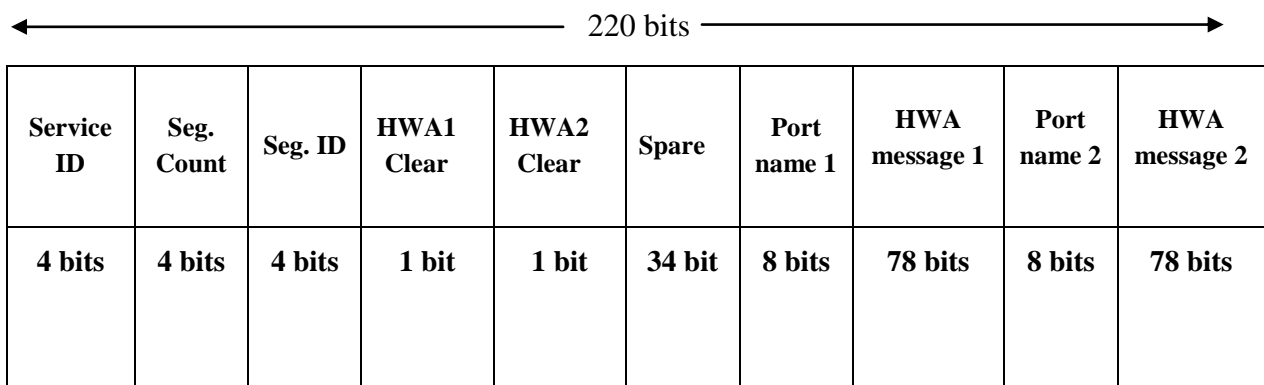 220 bits
Service ID
Seg. Count
Seg. ID
HWA1 Clear
HWA2 Clear
Spare
Port name 1
HWA message 1
Port name 2
HWA message 2
4 bits
4 bits
4 bits
1 bit
1 bit
34 bit
8 bits
78 bits
8 bits
78 bits